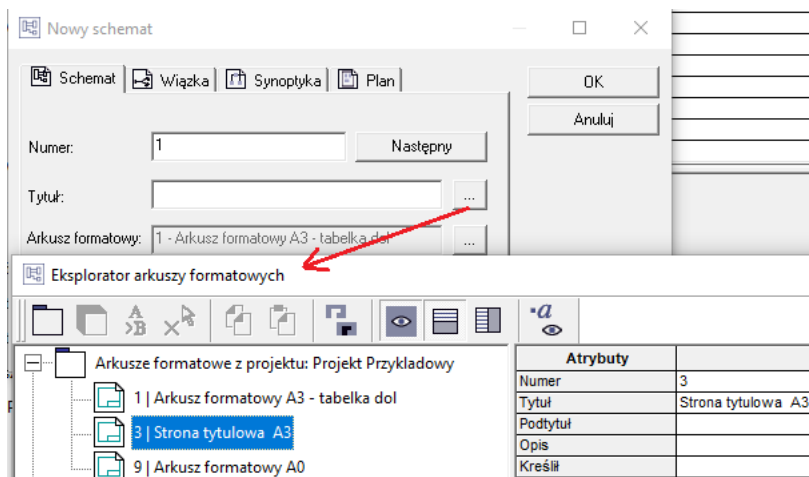 Nowy schemat
Schemat Wiązka Synoptyka Plan
OK
Anuluj
Numer: 1 Następny
Tytuł: ...
Arkusz formatowy: 1 - Arkusz formatowy A3 - tabelka dol ...
Eksplorator arkuszy formatowych
A >B a
Arkusze formatowe z projektu: Projekt Przykladowy
1 | Arkusz formatowy A3 - tabelka dol
3 | Strona tytulowa A3
9 | Arkusz formatowy A0
Atrybuty
Numer 3
Tytuł Strona tytulowa A3
Podtytuł
Opis
Kreślił